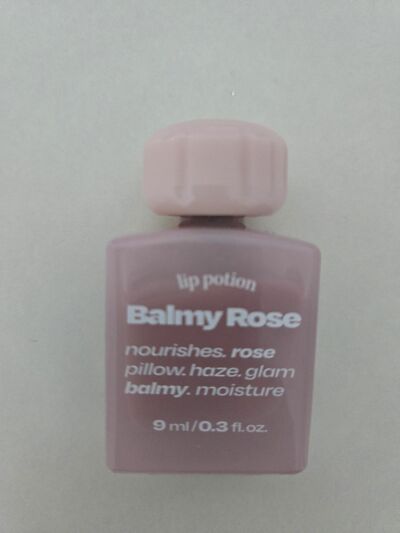 lip potion
Balmy Rose
nourishes. rose
pillow. haze. glam
balmy. moisture
9 ml/0.3 fl. oz.